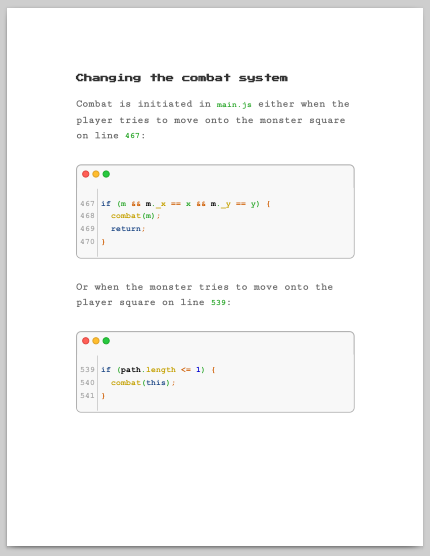 Changing the combat system
Combat is initiated in main.js either when the
player tries to move onto the monster square
on line 467:
467 if (m && m._x == x && m._y == y) {
468 combat(m);
469 return;
470 }
Or when the monster tries to move onto the
player square on line 539:
539 if (path.length <= 1) {
540 combat(this);
541 }